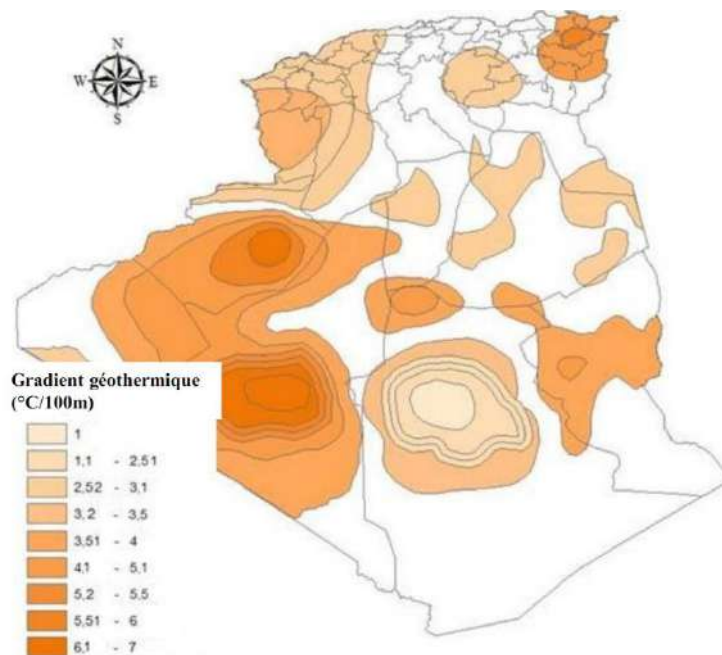 N
W E
S
Gradient géothermique
(°C/100m)
1
1,1 - 2,51
2,52 - 3,1
3,2 - 3,5
3,51 - 4
4,1 - 5,1
5,2 - 5,5
5,51 - 6
6,1 - 7